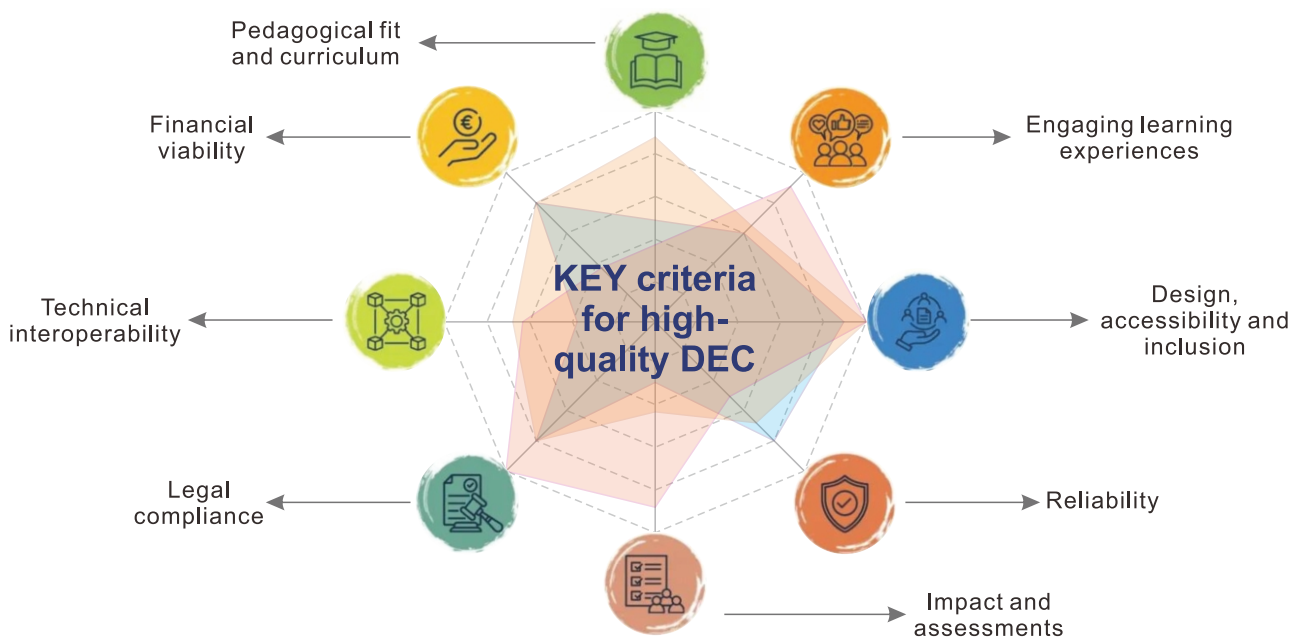 Pedagogical fit
and curriculum
Financial
viability
€
Engaging learning
experiences
KEY criteria
for high-
quality DEC
Technical
interoperability
Design,
accessibility and
inclusion
Legal
compliance
Reliability
Impact and
assessments